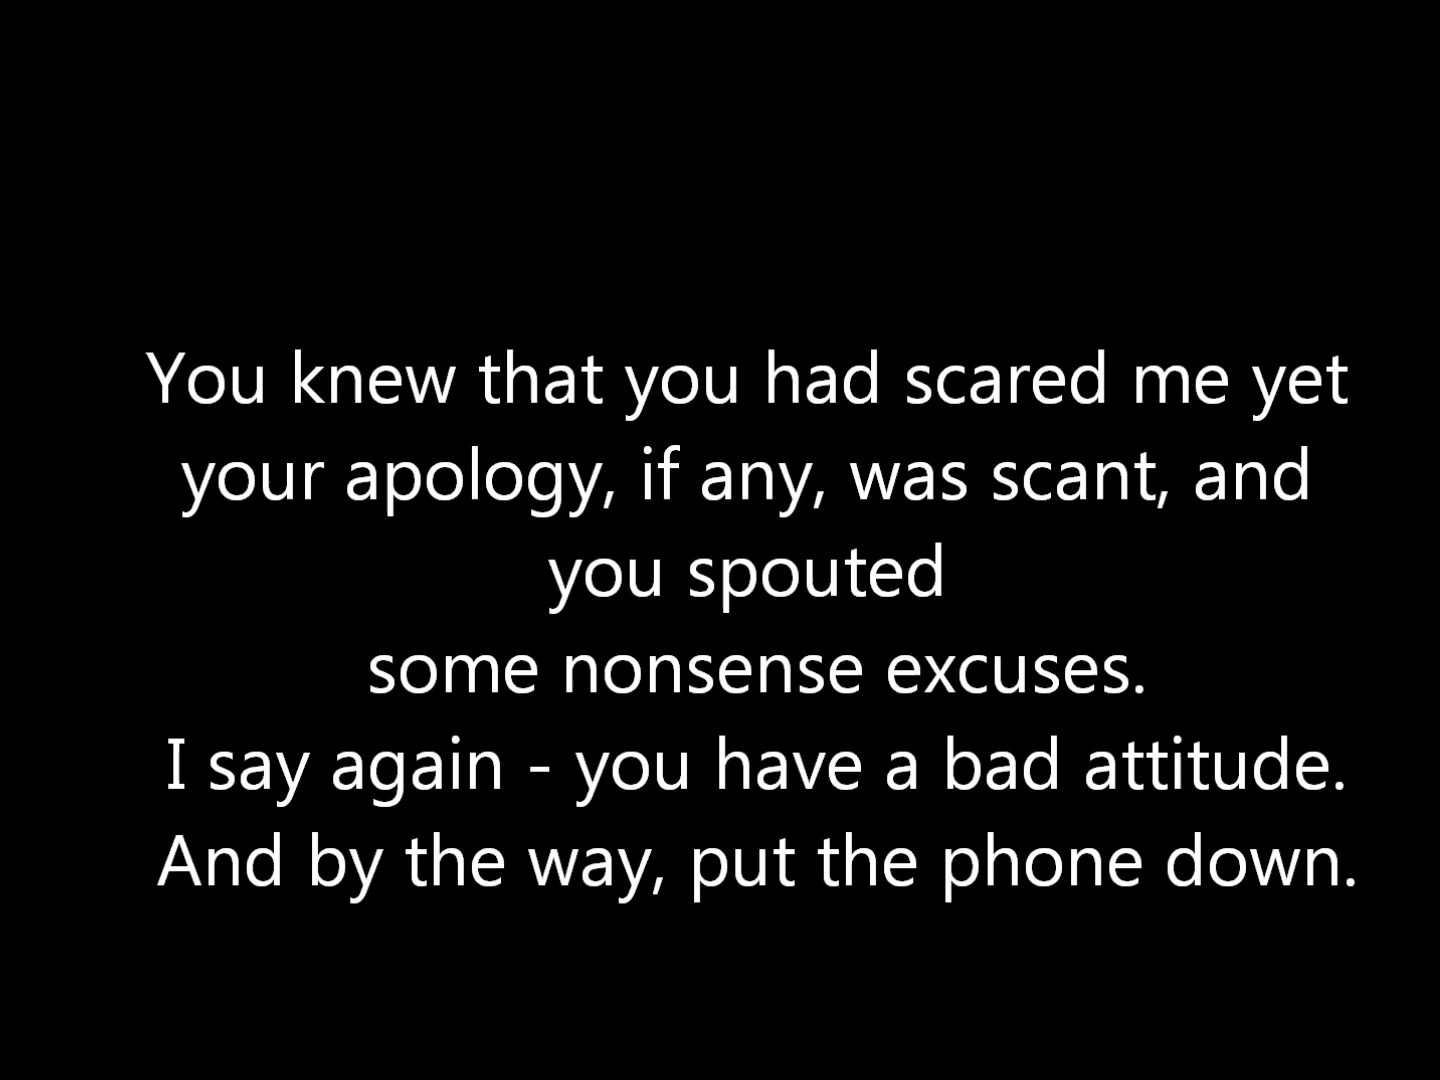 You knew that you had scared me yet
your apology, if any, was scant, and
you spouted
some nonsense excuses.
I say again - you have a bad attitude.
And by the way, put the phone down.